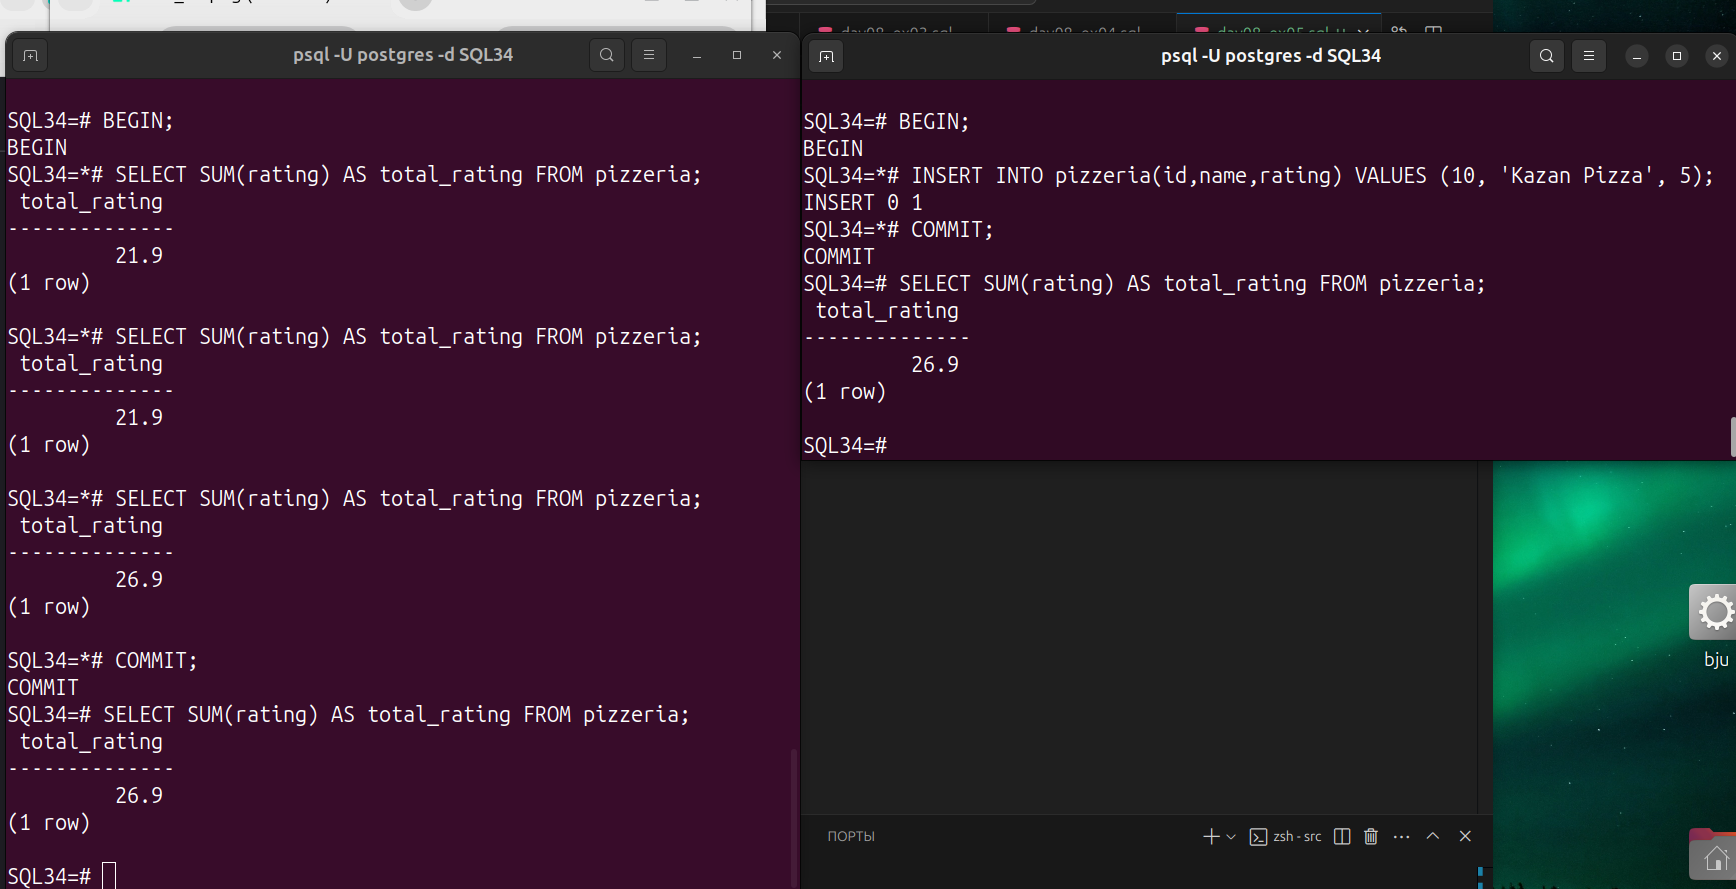 psql -U postgres -d SQL34
SQL34=# BEGIN;
BEGIN
SQL34=*# SELECT SUM(rating) AS total_rating FROM pizzeria;
total_rating
--------------
21.9
(1 row)
SQL34=*# SELECT SUM(rating) AS total_rating FROM pizzeria;
total_rating
--------------
21.9
(1 row)
SQL34=*# SELECT SUM(rating) AS total_rating FROM pizzeria;
total_rating
--------------
26.9
(1 row)
SQL34=*# COMMIT;
COMMIT
SQL34=# SELECT SUM(rating) AS total_rating FROM pizzeria;
total_rating
--------------
26.9
(1 row)
SQL34=#
psql -U postgres -d SQL34
SQL34=# BEGIN;
BEGIN
SQL34=*# INSERT INTO pizzeria(id,name,rating) VALUES (10, 'Kazan Pizza', 5);
INSERT 0 1
SQL34=*# COMMIT;
COMMIT
SQL34=# SELECT SUM(rating) AS total_rating FROM pizzeria;
total_rating
--------------
26.9
(1 row)
SQL34=#
ПОРТЫ
zsh - src
bju